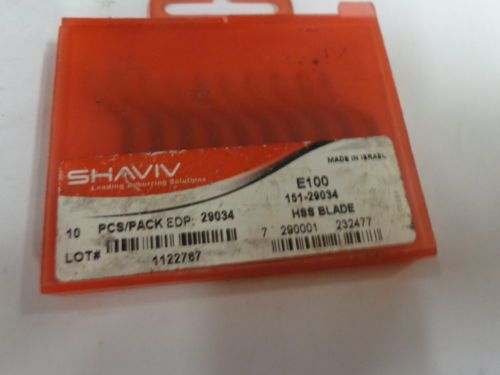 MADE IN ISRAEL
SHAVIV
Leading Deburring Solutions
E100
151-29034
HSS BLADE
10 PCS/PACK EDP: 29034
7 290001 232477
LOT# 1122767